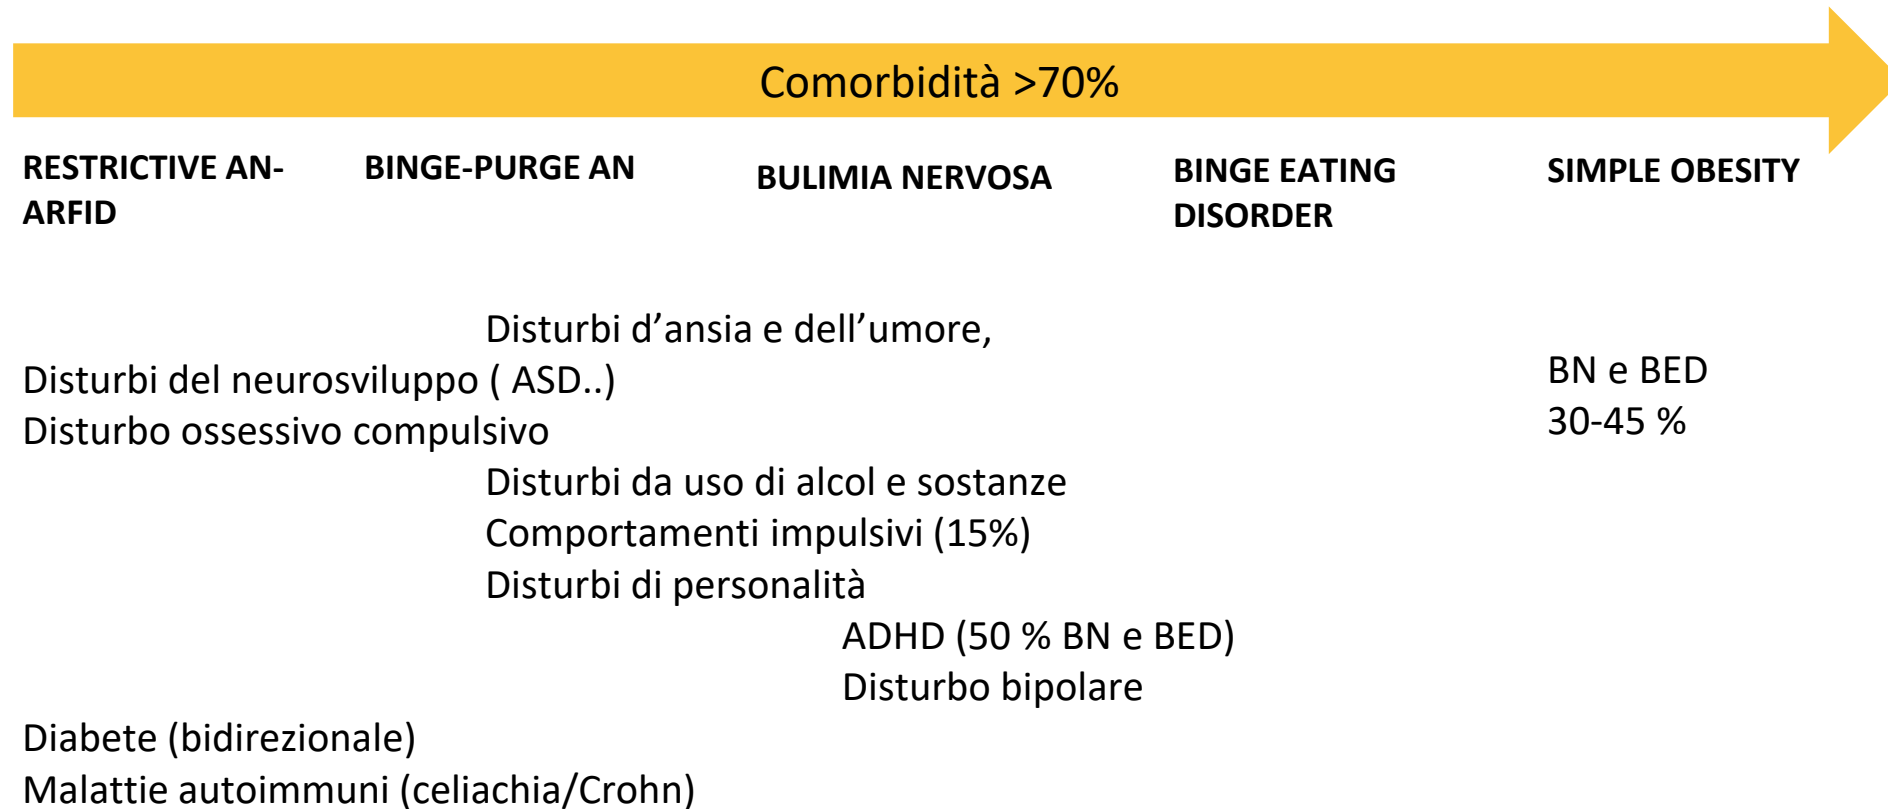 Comorbidità >70%
RESTRICTIVE AN-
ARFID
BINGE-PURGE AN
BULIMIA NERVOSA
BINGE EATING
DISORDER
SIMPLE OBESITY
Disturbi d’ansia e dell’umore,
Disturbi del neurosviluppo ( ASD..)
Disturbo ossessivo compulsivo
BN e BED
30-45 %
Disturbi da uso di alcol e sostanze
Comportamenti impulsivi (15%)
Disturbi di personalità
ADHD (50 % BN e BED)
Disturbo bipolare
Diabete (bidirezionale)
Malattie autoimmuni (celiachia/Crohn)